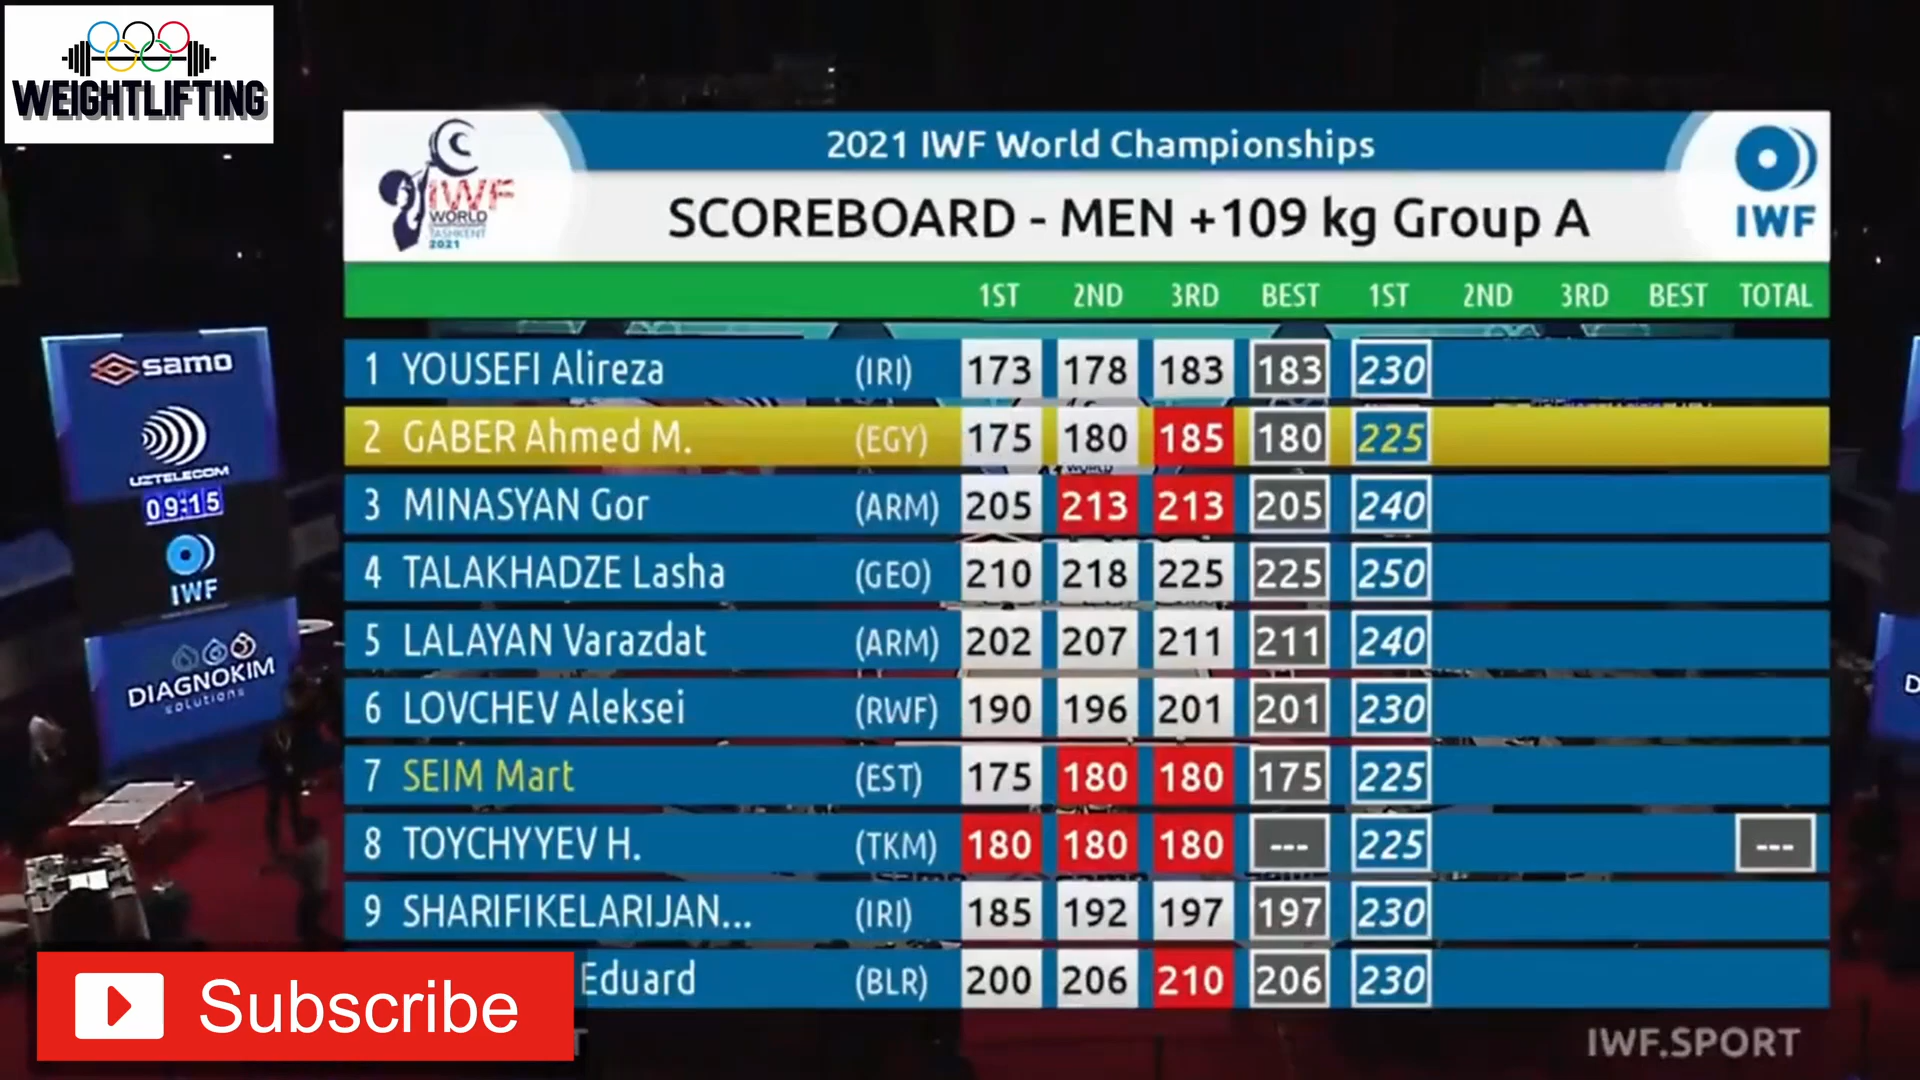 WEIGHTLIFTING
2021 IWF World Championships
IWF
WORLD
CHAMPIONSHIPS
TASHKENT
2021
SCOREBOARD - MEN +109 kg Group A
IWF
1ST 2ND 3RD BEST 1ST 2ND 3RD BEST TOTAL
1 YOUSEFI Alireza (IRI) 173 178 183 183 230
2 GABER Ahmed M. (EGY) 175 180 185 180 225
3 MINASYAN Gor (ARM) 205 213 213 205 240
4 TALAKHADZE Lasha (GEO) 210 218 225 225 250
5 LALAYAN Varazdat (ARM) 202 207 211 211 240
6 LOVCHEV Aleksei (RWF) 190 196 201 201 230
7 SEIM Mart (EST) 175 180 180 175 225
8 TOYCHYYEV H. (TKM) 180 180 180 --- 225 ---
9 SHARIFIKELARIJAN... (IRI) 185 192 197 197 230
Eduard (BLR) 200 206 210 206 230
samo
UZTELECOM
09:15
IWF
DIAGNOKIM
solutions
Subscribe
IWF.SPORT